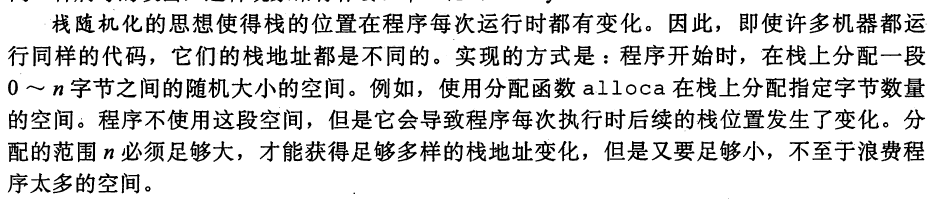 栈随机化的思想使得栈的位置在程序每次运行时都有变化。因此，即使许多机器都运
行同样的代码，它们的栈地址都是不同的。实现的方式是：程序开始时，在栈上分配一段
0～n 字节之间的随机大小的空间。例如，使用分配函数 alloca 在栈上分配指定字节数量
的空间。程序不使用这段空间，但是它会导致程序每次执行时后续的栈位置发生了变化。分
配的范围 n 必须足够大，才能获得足够多样的栈地址变化，但是又要足够小，不至于浪费程
序太多的空间。